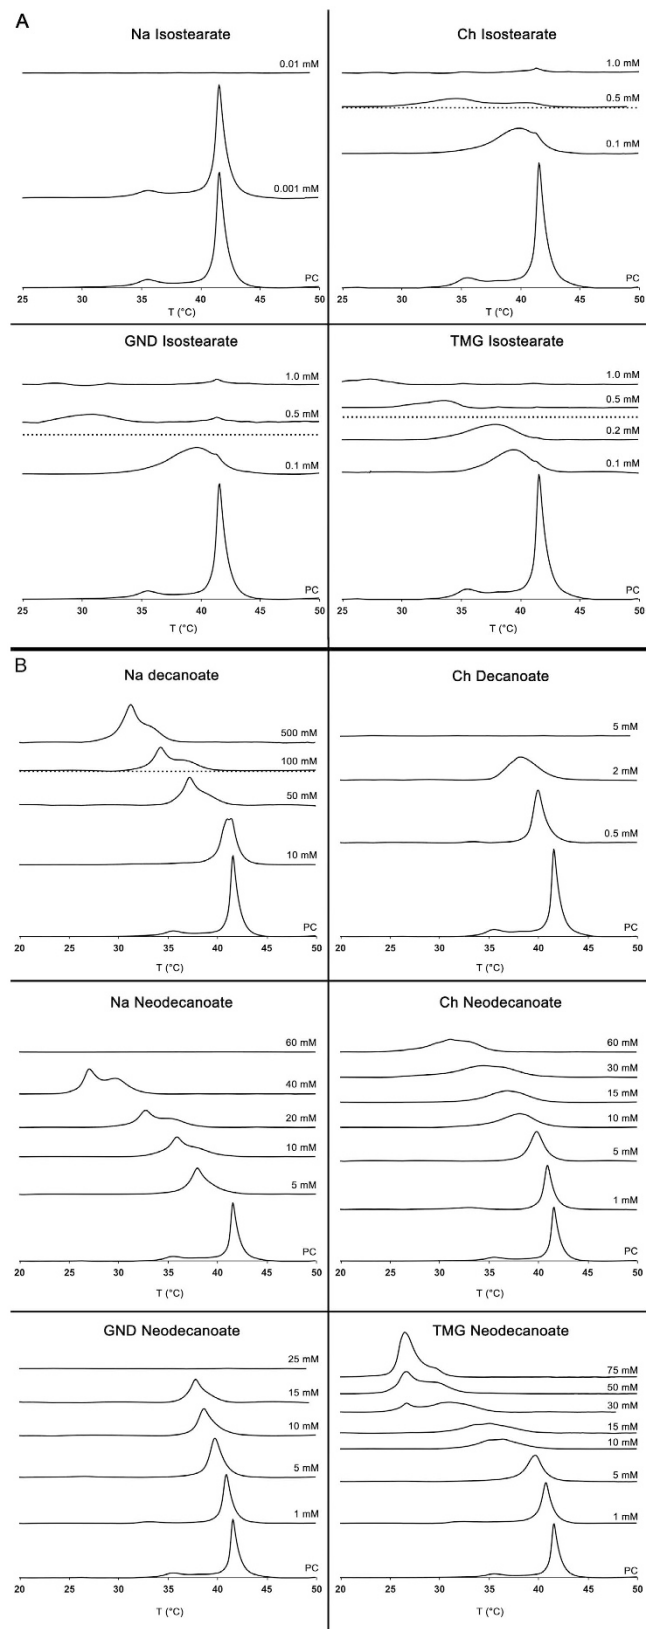 A
Na Isostearate
0.01 mM
0.001 mM
PC
25 30 35 40 45 50
T (°C)
Ch Isostearate
1.0 mM
0.5 mM
0.1 mM
PC
25 30 35 40 45 50
T (°C)
GND Isostearate
1.0 mM
0.5 mM
0.1 mM
PC
25 30 35 40 45 50
T (°C)
TMG Isostearate
1.0 mM
0.5 mM
0.2 mM
0.1 mM
PC
25 30 35 40 45 50
T (°C)
B
Na decanoate
500 mM
100 mM
50 mM
10 mM
PC
20 25 30 35 40 45 50
T (°C)
Ch Decanoate
5 mM
2 mM
0.5 mM
PC
20 25 30 35 40 45 50
T (°C)
Na Neodecanoate
60 mM
40 mM
20 mM
10 mM
5 mM
PC
20 25 30 35 40 45 50
T (°C)
Ch Neodecanoate
60 mM
30 mM
15 mM
10 mM
5 mM
1 mM
PC
20 25 30 35 40 45 50
T (°C)
GND Neodecanoate
25 mM
15 mM
10 mM
5 mM
1 mM
PC
20 25 30 35 40 45 50
T (°C)
TMG Neodecanoate
75 mM
50 mM
30 mM
15 mM
10 mM
5 mM
1 mM
PC
20 25 30 35 40 45 50
T (°C)